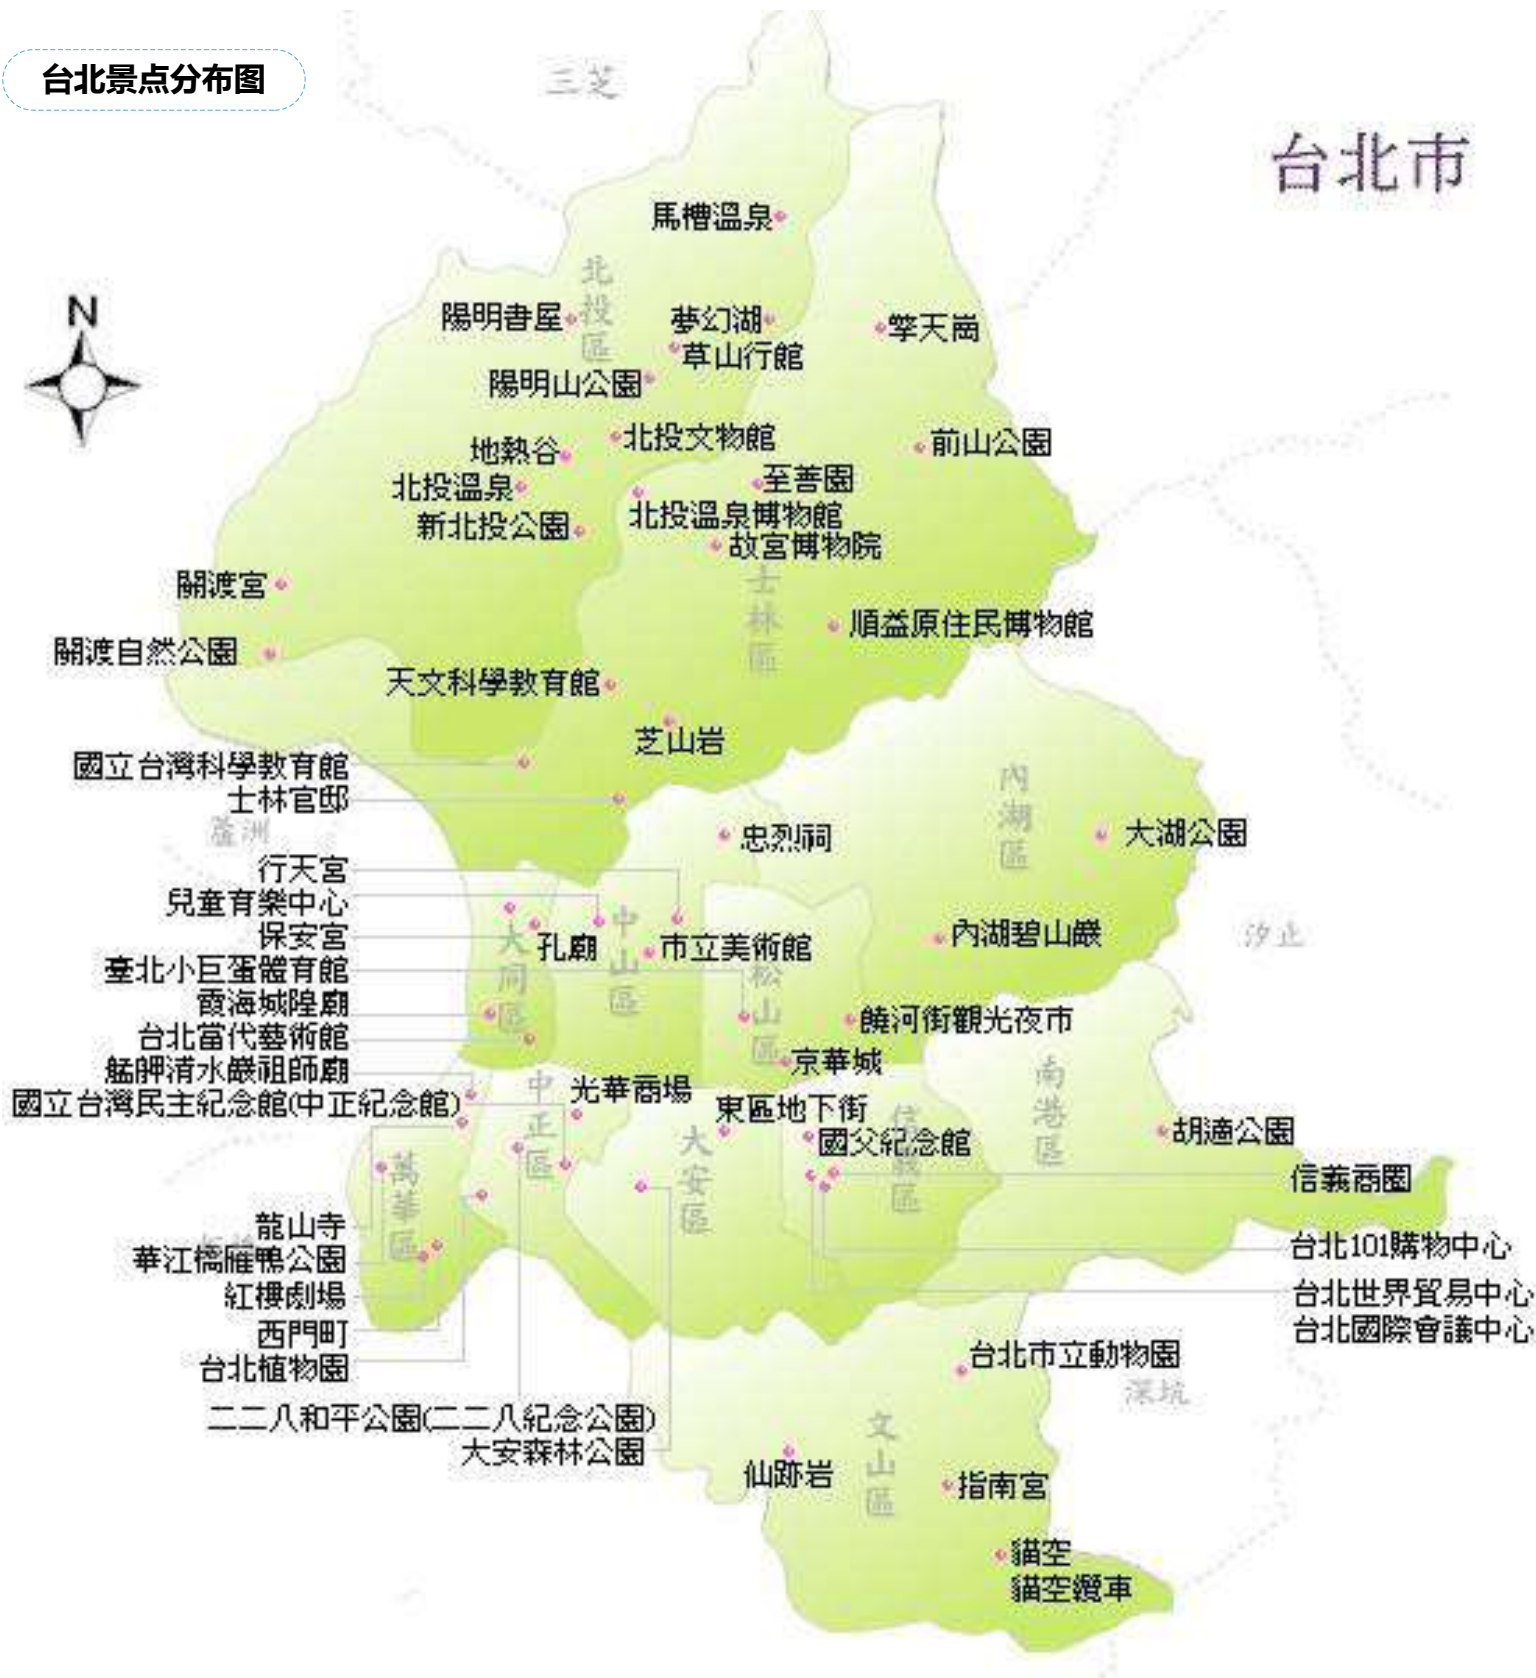 台北景点分布图
三芝
台北市
馬槽溫泉
北投區
N
陽明書屋
夢幻湖
擎天崗
草山行館
陽明山公園
北投文物館
前山公園
地熱谷
至善園
北投溫泉
北投溫泉博物館
新北投公園
故宮博物院
士林區
關渡宮
順益原住民博物館
關渡自然公園
天文科學教育館
芝山岩
國立台灣科學教育館
士林官邸
內湖區
蘆洲
忠烈祠
大湖公園
行天宮
兒童育樂中心
保安宮
大同區
孔廟
中山區
市立美術館
松山區
內湖碧山巖
汐止
臺北小巨蛋體育館
霞海城隍廟
台北當代藝術館
饒河街觀光夜市
京華城
艋舺清水巖祖師廟
國立台灣民主紀念館(中正紀念館)
中正區
光華商場
東區地下街
南港區
國父紀念館
信義區
大安區
胡適公園
萬華區
信義商圈
龍山寺
華江橋雁鴨公園
紅樓劇場
西門町
台北植物園
台北101購物中心
台北世界貿易中心
台北國際會議中心
台北市立動物園
深坑
二二八和平公園(二二八紀念公園)
大安森林公園
文山區
仙跡岩
指南宮
貓空
貓空纜車